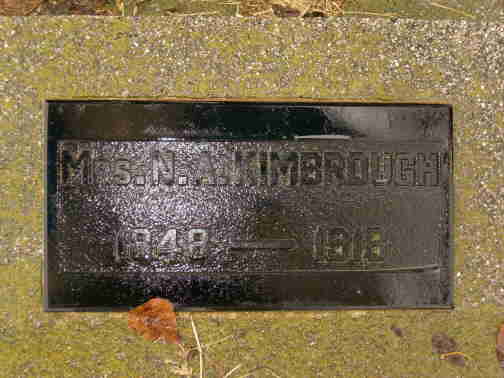 Mrs. N. A. KIMBROUGH
1848 — 1918